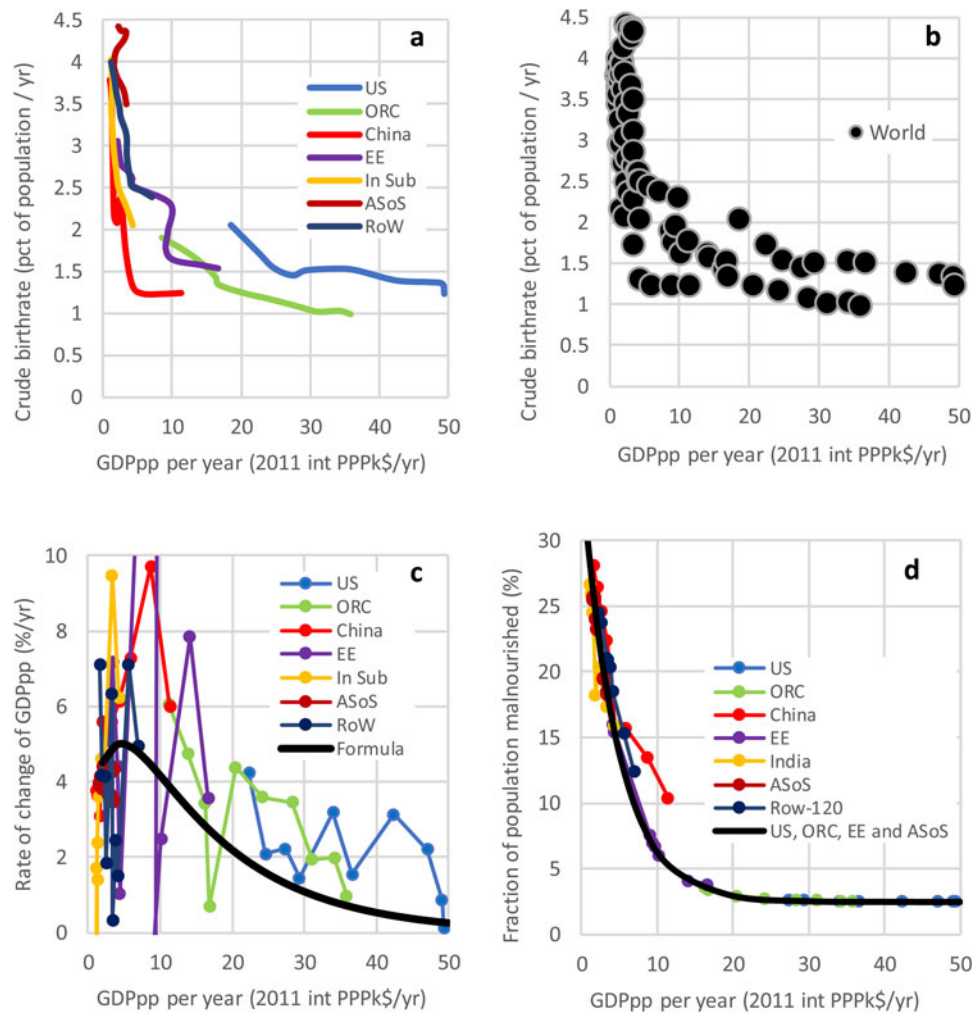 a
Crude birthrate (pct of population / yr)
4.5
4
3.5
3
2.5
2
1.5
1
0.5
0
US
ORC
China
EE
In Sub
ASoS
RoW
0 10 20 30 40 50
GDPpp per year (2011 int PPPk$/yr)
b
Crude birthrate (pct of population / yr)
4.5
4
3.5
3
2.5
2
1.5
1
0.5
0
World
0 10 20 30 40 50
GDPpp per year (2011 int PPPk$/yr)
c
Rate of change of GDPpp (%/yr)
10
8
6
4
2
0
US
ORC
China
EE
In Sub
ASoS
RoW
Formula
0 10 20 30 40 50
GDPpp per year (2011 int PPPk$/yr)
d
Fraction of population malnourished (%)
30
25
20
15
10
5
0
US
ORC
China
EE
India
ASoS
Row-120
US, ORC, EE and ASoS
0 10 20 30 40 50
GDPpp per year (2011 int PPPk$/yr)